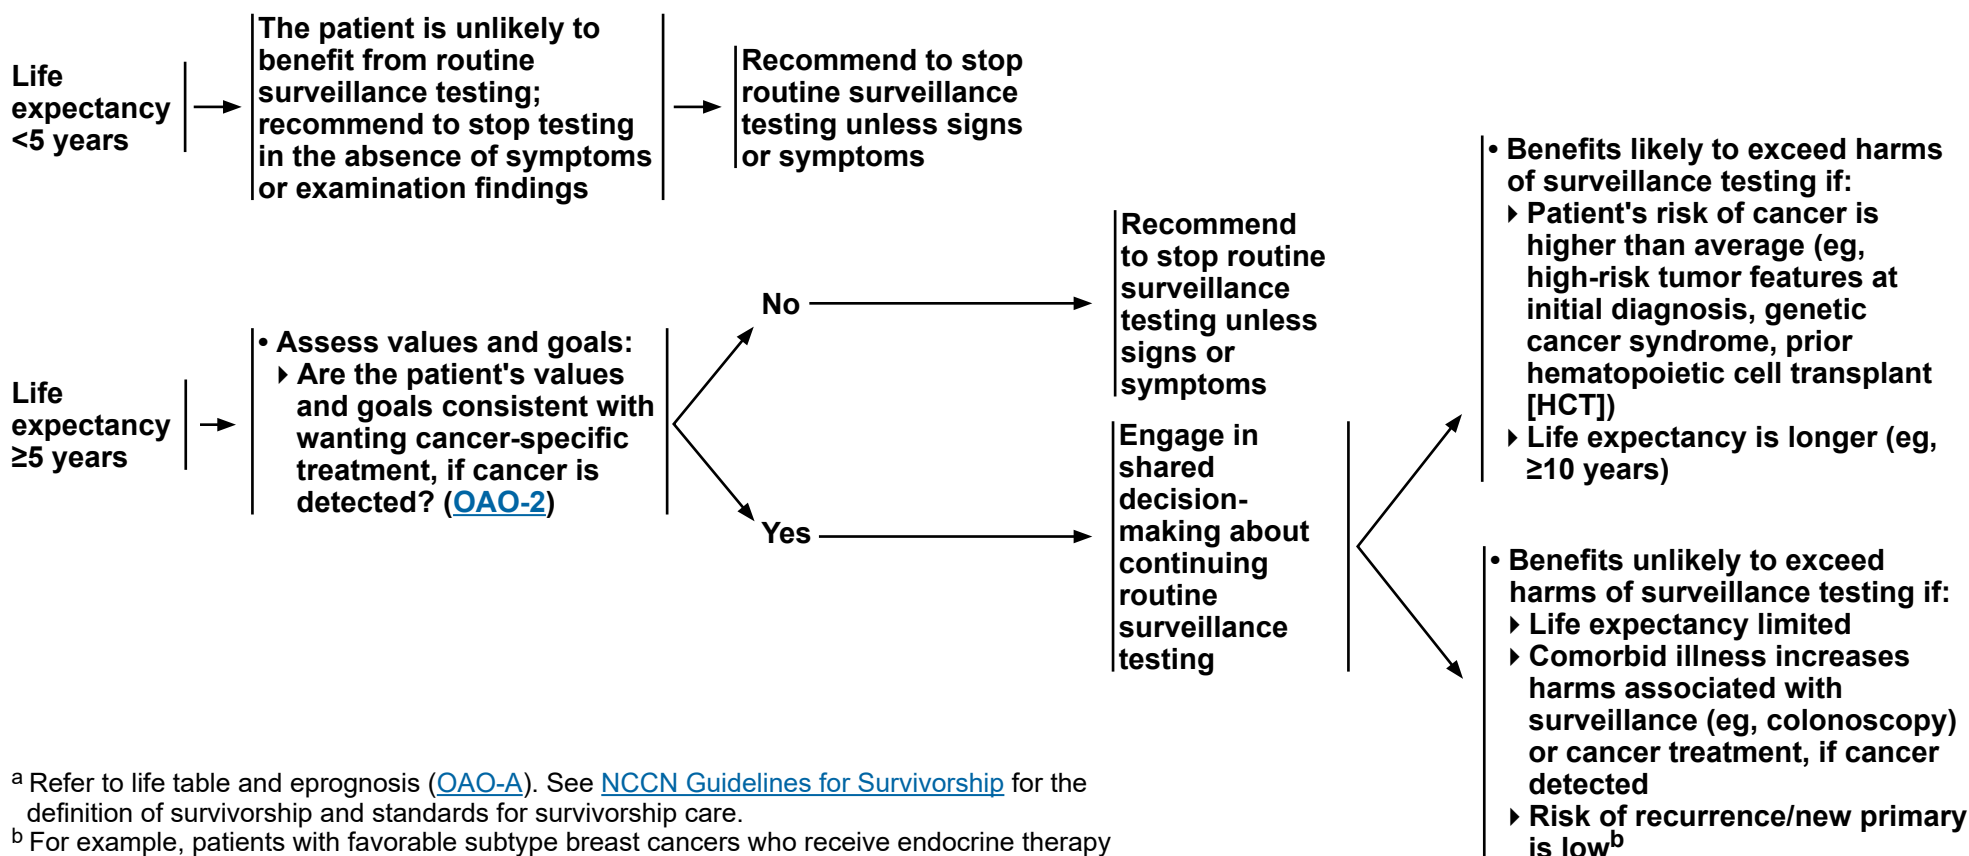 Life
expectancy
<5 years
The patient is unlikely to
benefit from routine
surveillance testing;
recommend to stop testing
in the absence of symptoms
or examination findings
Recommend to stop
routine surveillance
testing unless signs
or symptoms
Life
expectancy
≥5 years
• Assess values and goals:
▸ Are the patient's values
and goals consistent with
wanting cancer-specific
treatment, if cancer is
detected? (OAO-2)
No
Recommend
to stop routine
surveillance
testing unless
signs or
symptoms
Yes
Engage in
shared
decision-
making about
continuing
routine
surveillance
testing
• Benefits likely to exceed harms
of surveillance testing if:
▸ Patient's risk of cancer is
higher than average (eg,
high-risk tumor features at
initial diagnosis, genetic
cancer syndrome, prior
hematopoietic cell transplant
[HCT])
▸ Life expectancy is longer (eg,
≥10 years)
• Benefits unlikely to exceed
harms of surveillance testing if:
▸ Life expectancy limited
▸ Comorbid illness increases
harms associated with
surveillance (eg, colonoscopy)
or cancer treatment, if cancer
detected
▸ Risk of recurrence/new primary
is low^b
a Refer to life table and eprognosis (OAO-A). See NCCN Guidelines for Survivorship for the
definition of survivorship and standards for survivorship care.
b For example, patients with favorable subtype breast cancers who receive endocrine therapy